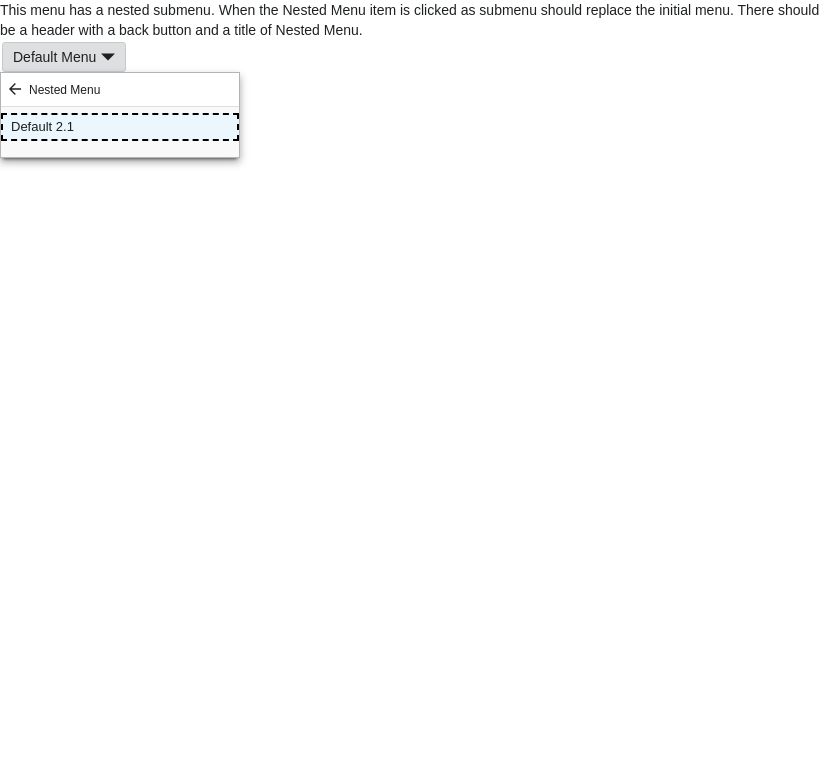 This menu has a nested submenu. When the Nested Menu item is clicked as submenu should replace the initial menu. There should
be a header with a back button and a title of Nested Menu.
Default Menu
Nested Menu
Default 2.1